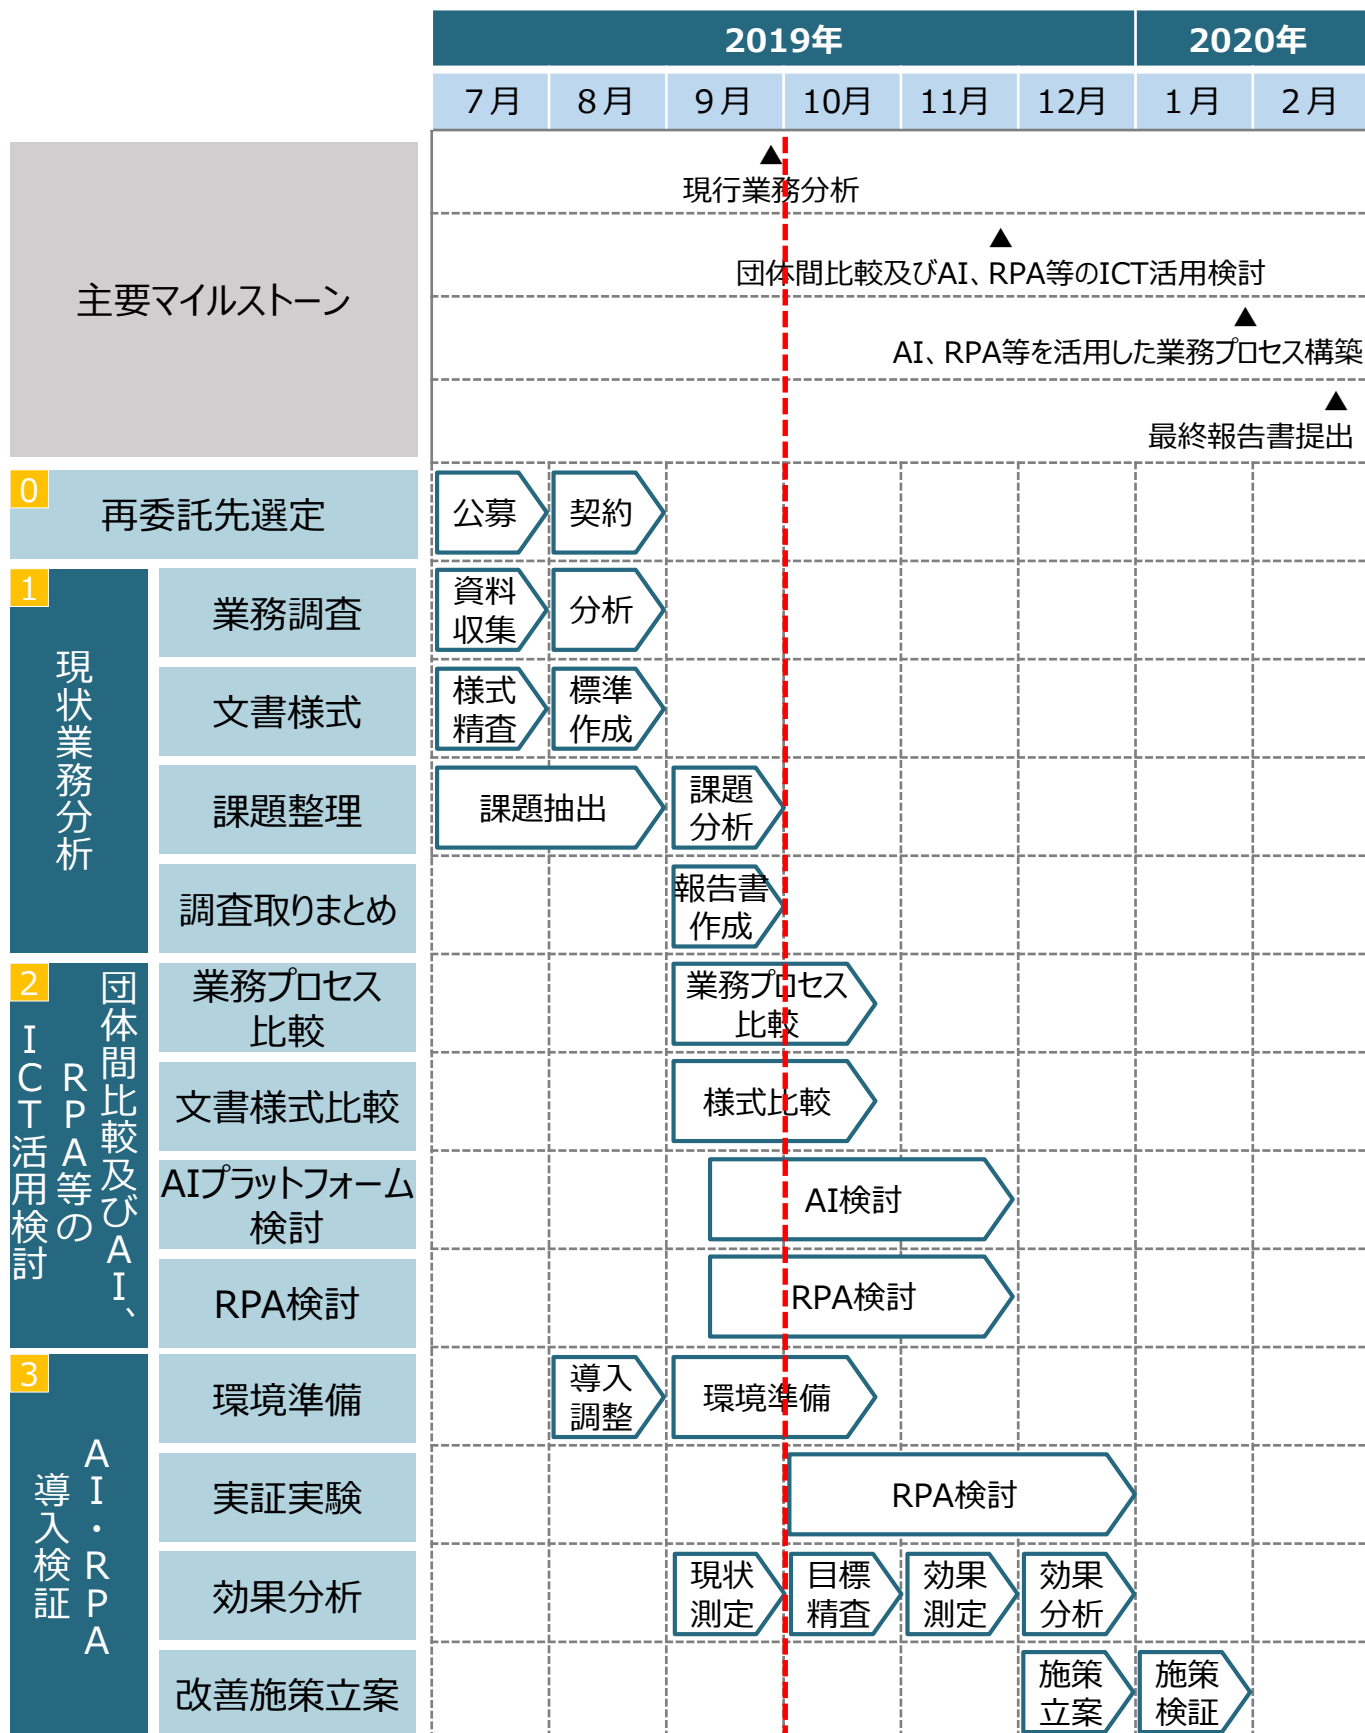 2019年
2020年
７月
８月
９月
10月
11月
12月
１月
２月
主要マイルストーン
▲
現行業務分析
▲
団体間比較及びAI、RPA等のICT活用検討
▲
AI、RPA等を活用した業務プロセス構築
▲
最終報告書提出
0
再委託先選定
公募
契約
1
現状業務分析
業務調査
資料
収集
分析
文書様式
様式
精査
標準
作成
課題整理
課題抽出
課題
分析
調査取りまとめ
報告書
作成
2
団体間比較及びAI、
RPA等の
ICT活用検討
業務プロセス
比較
業務プロセス
比較
文書様式比較
様式比較
AIプラットフォーム
検討
AI検討
RPA検討
RPA検討
3
AI・RPA
導入検証
環境準備
導入
調整
環境準備
実証実験
RPA検討
効果分析
現状
測定
目標
精査
効果
測定
効果
分析
改善施策立案
施策
立案
施策
検証